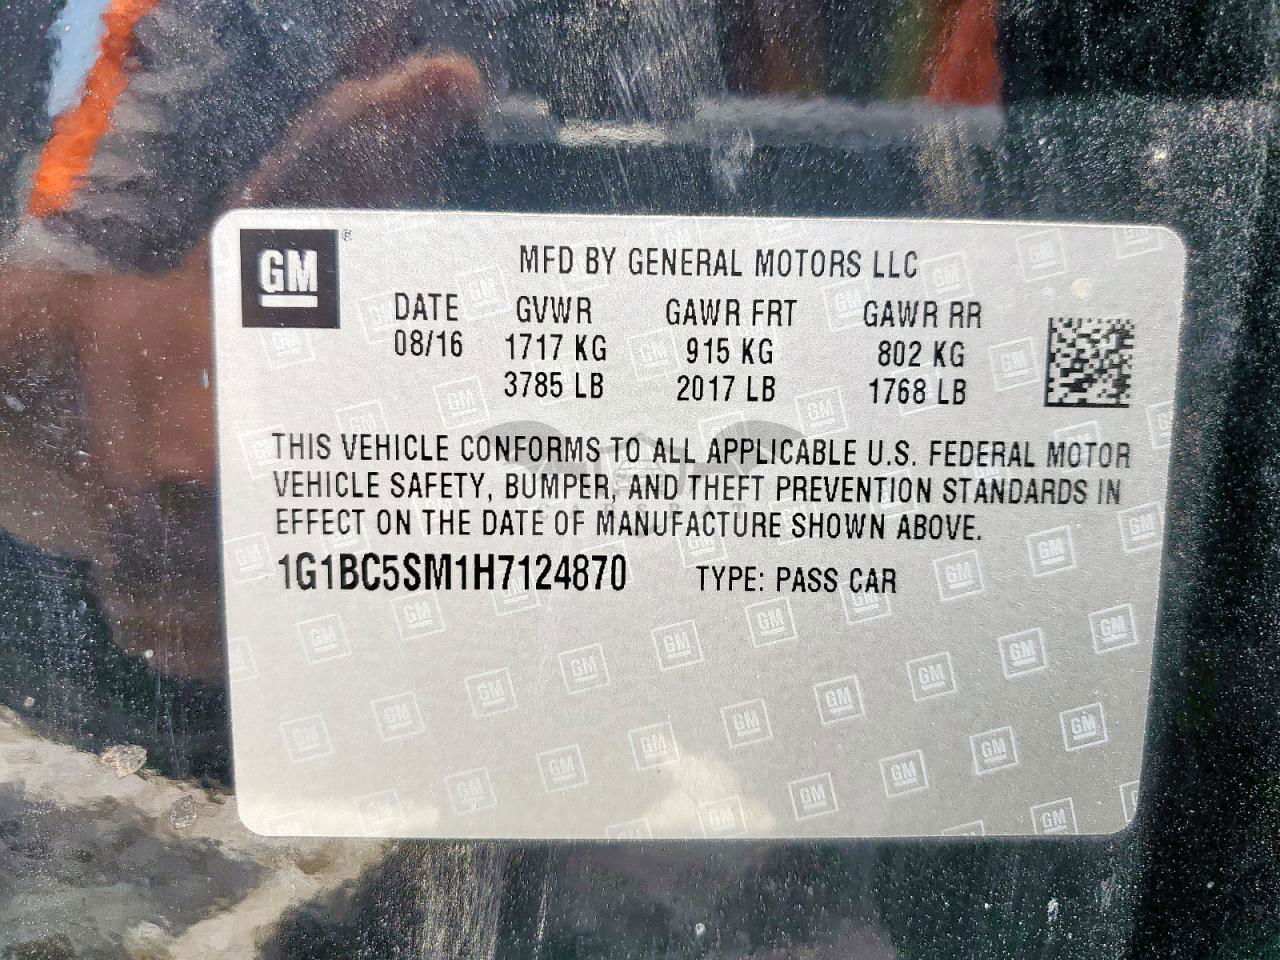 GM ®
MFD BY GENERAL MOTORS LLC
DATE GVWR GAWR FRT GAWR RR
08/16 1717 KG 915 KG 802 KG
3785 LB 2017 LB 1768 LB
THIS VEHICLE CONFORMS TO ALL APPLICABLE U.S. FEDERAL MOTOR
VEHICLE SAFETY, BUMPER, AND THEFT PREVENTION STANDARDS IN
EFFECT ON THE DATE OF MANUFACTURE SHOWN ABOVE.
1G1BC5SM1H7124870 TYPE: PASS CAR